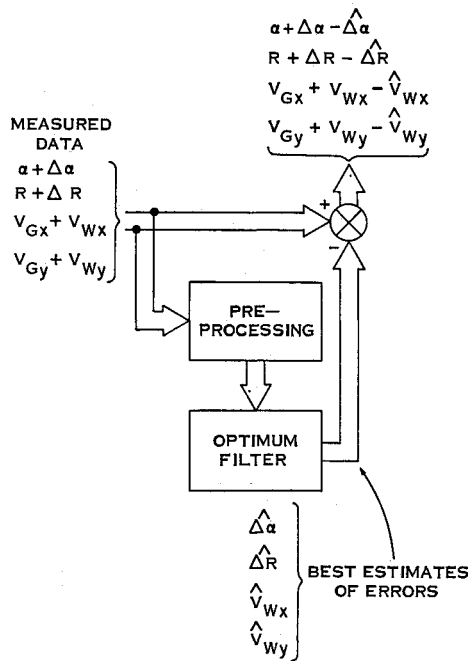 α + Δα - Δ̂α
R + ΔR - Δ̂R
V_Gx + V_Wx - V̂_Wx
V_Gy + V_Wy - V̂_Wy
MEASURED
DATA
α + Δα
R + Δ R
V_Gx + V_Wx
V_Gy + V_Wy
+
-
PRE-
PROCESSING
OPTIMUM
FILTER
Δ̂α
Δ̂R
V̂_Wx
V̂_Wy
BEST ESTIMATES
OF ERRORS